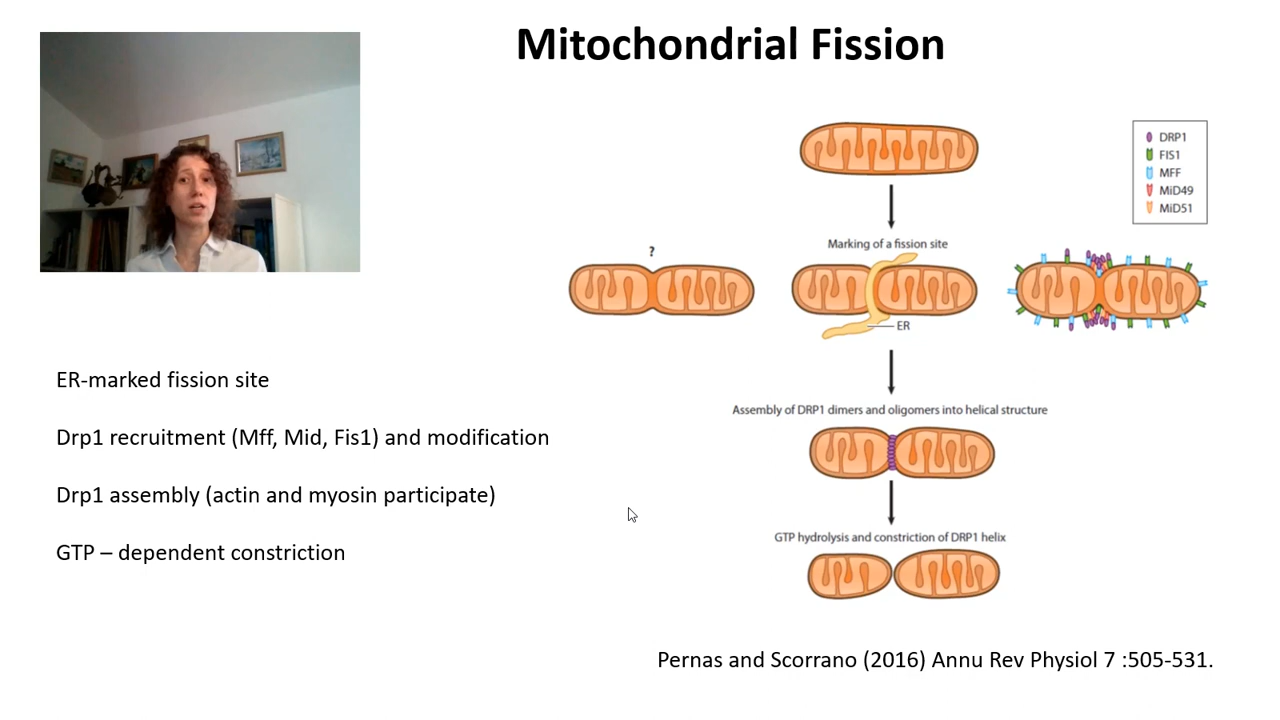 Mitochondrial Fission
DRP1
FIS1
MFF
MiD49
MiD51
Marking of a fission site
?
ER
ER-marked fission site
Drp1 recruitment (Mff, Mid, Fis1) and modification
Drp1 assembly (actin and myosin participate)
GTP – dependent constriction
Assembly of DRP1 dimers and oligomers into helical structure
GTP hydrolysis and constriction of DRP1 helix
Pernas and Scorrano (2016) Annu Rev Physiol 7 :505-531.